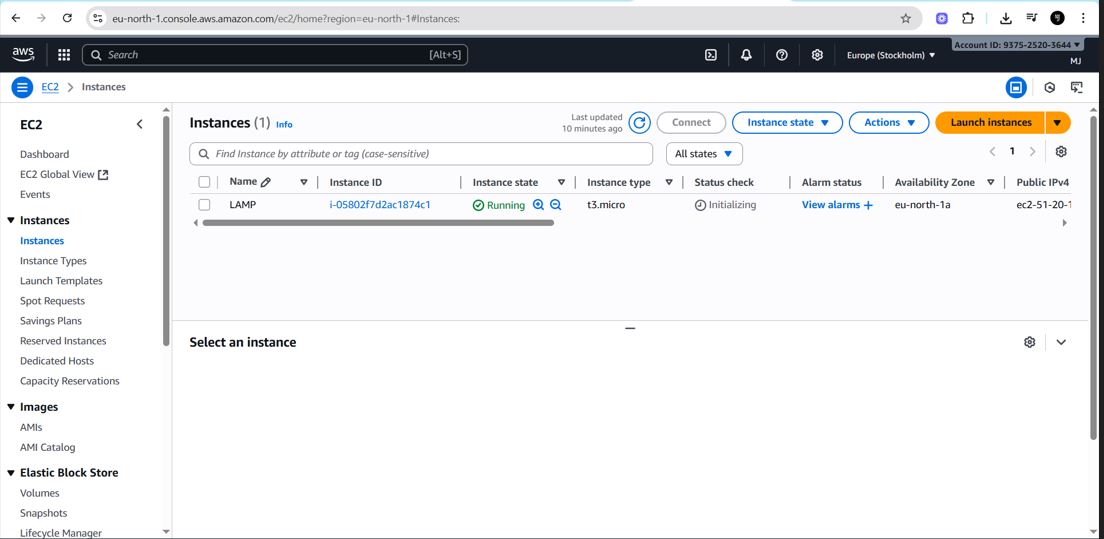 eu-north-1.console.aws.amazon.com/ec2/home?region=eu-north-1#Instances:
aws
Search
[Alt+S]
Europe (Stockholm)
Account ID: 9375-2520-3644
MJ
EC2 > Instances
EC2
Dashboard
EC2 Global View
Events
Instances
Instances
Instance Types
Launch Templates
Spot Requests
Savings Plans
Reserved Instances
Dedicated Hosts
Capacity Reservations
Images
AMIs
AMI Catalog
Elastic Block Store
Volumes
Snapshots
Lifecycle Manager
Instances (1) Info
Last updated
10 minutes ago
Connect
Instance state
Actions
Launch instances
Find Instance by attribute or tag (case-sensitive)
All states
1
Name Instance ID Instance state Instance type Status check Alarm status Availability Zone Public IPv4
LAMP i-05802f7d2ac1874c1 Running t3.micro Initializing View alarms + eu-north-1a ec2-51-20-1
Select an instance